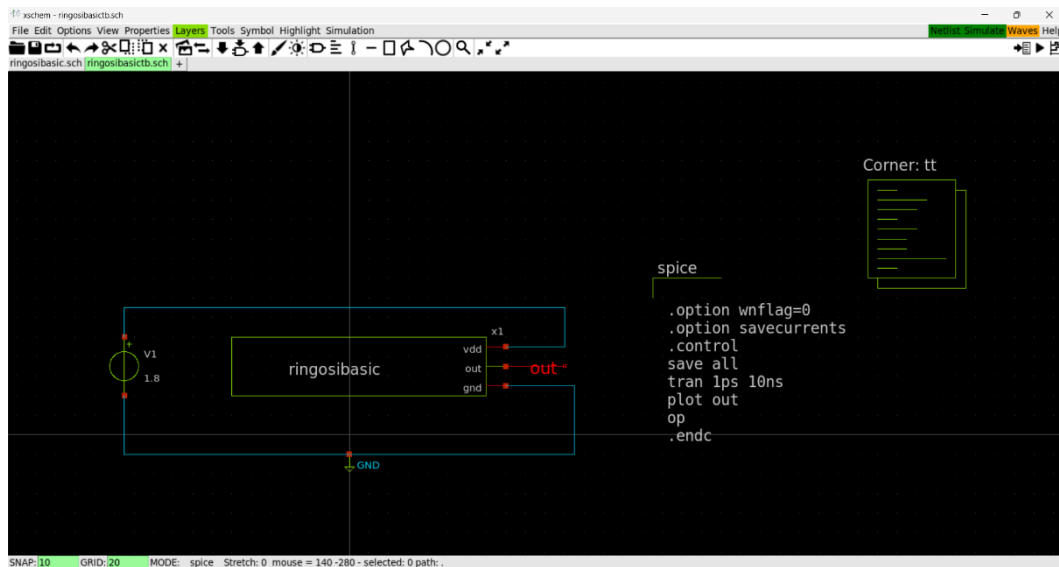 xschem - ringosibasictb.sch
File Edit Options View Properties Layers Tools Symbol Highlight Simulation Netlist Simulate Waves Help
ringosibasic.sch ringosibasictb.sch +
Corner: tt
spice
.option wnflag=0
.option savecurrents
.control
save all
tran 1ps 10ns
plot out
op
.endc
x1
V1
1.8
ringosibasic
vdd
out
gnd
out
GND
SNAP: 10 GRID: 20 MODE: spice Stretch: 0 mouse = 140 -280 - selected: 0 path: .